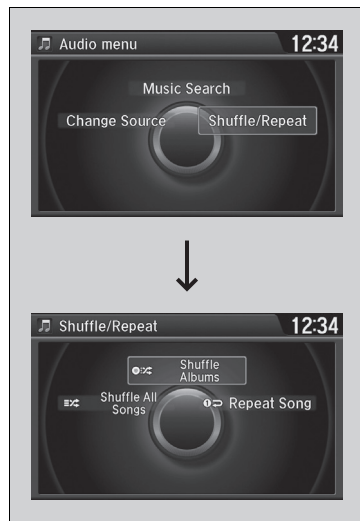 Audio menu 12:34
Music Search
Change Source Shuffle/Repeat
Shuffle/Repeat 12:34
Shuffle
Albums
Shuffle All
Songs
Repeat Song